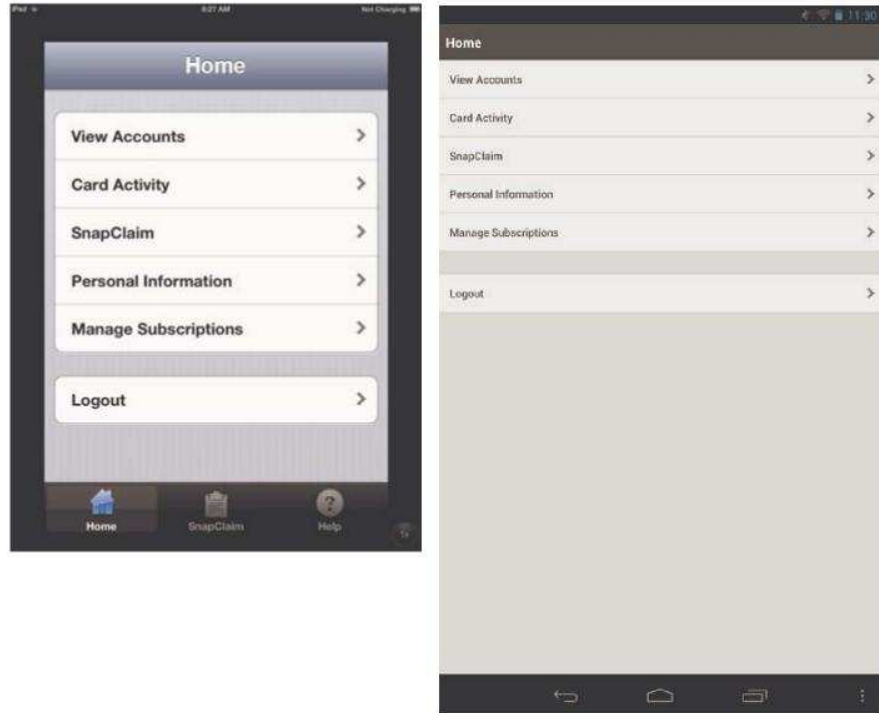 iPad
8:27 AM
Not Charging
Home
View Accounts
Card Activity
SnapClaim
Personal Information
Manage Subscriptions
Logout
Home
SnapClaim
Help
11:30
Home
View Accounts
Card Activity
SnapClaim
Personal Information
Manage Subscriptions
Logout